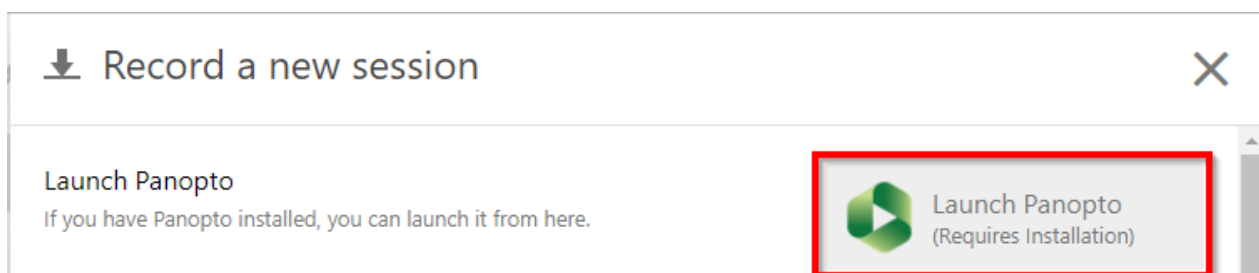 Record a new session
Launch Panopto
If you have Panopto installed, you can launch it from here.
Launch Panopto
(Requires Installation)